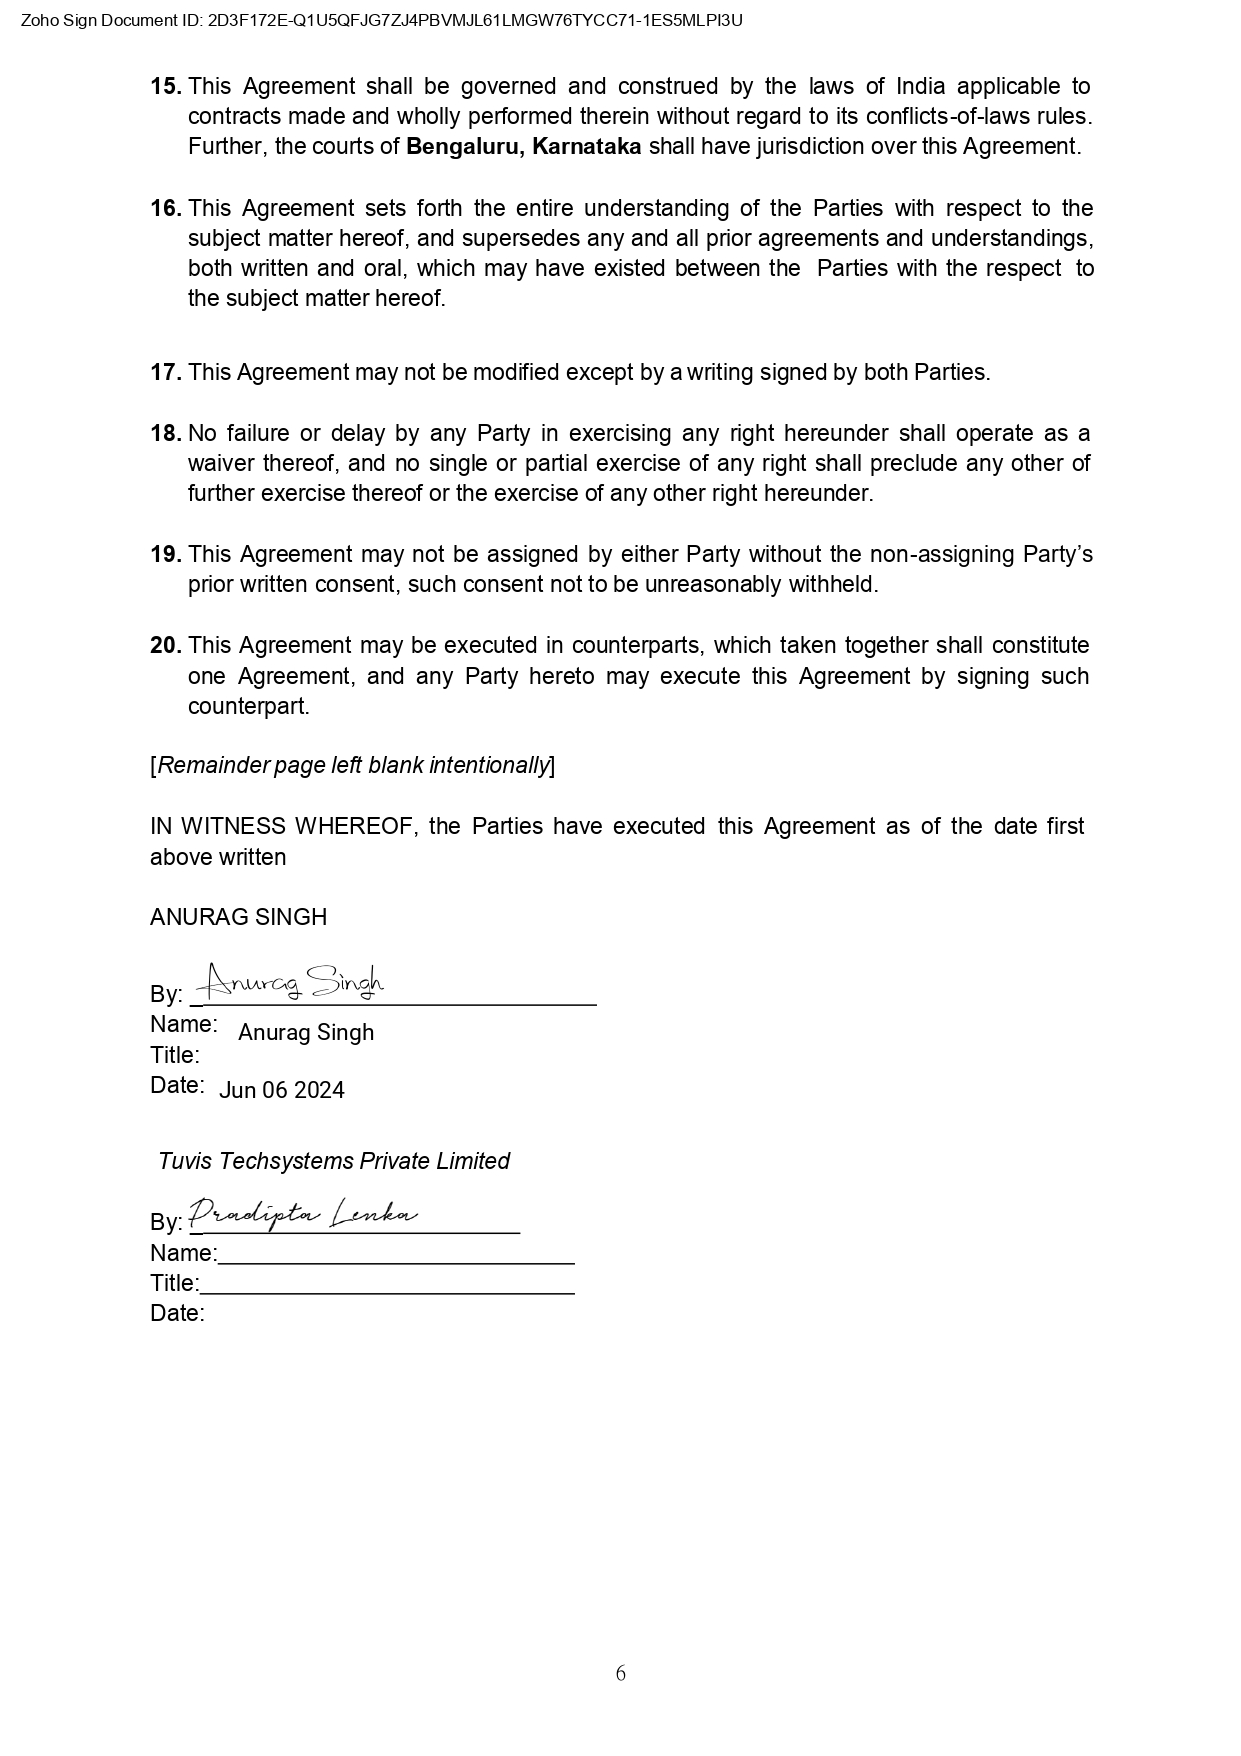 Zoho Sign Document ID: 2D3F172E-Q1U5QFJG7ZJ4PBVMJL61LMGW76TYCC71-1ES5MLPI3U
15. This Agreement shall be governed and construed by the laws of India applicable to
contracts made and wholly performed therein without regard to its conflicts-of-laws rules.
Further, the courts of Bengaluru, Karnataka shall have jurisdiction over this Agreement.
16. This Agreement sets forth the entire understanding of the Parties with respect to the
subject matter hereof, and supersedes any and all prior agreements and understandings,
both written and oral, which may have existed between the Parties with the respect to
the subject matter hereof.
17. This Agreement may not be modified except by a writing signed by both Parties.
18. No failure or delay by any Party in exercising any right hereunder shall operate as a
waiver thereof, and no single or partial exercise of any right shall preclude any other of
further exercise thereof or the exercise of any other right hereunder.
19. This Agreement may not be assigned by either Party without the non-assigning Party’s
prior written consent, such consent not to be unreasonably withheld.
20. This Agreement may be executed in counterparts, which taken together shall constitute
one Agreement, and any Party hereto may execute this Agreement by signing such
counterpart.
[Remainder page left blank intentionally]
IN WITNESS WHEREOF, the Parties have executed this Agreement as of the date first
above written
ANURAG SINGH
By: Anurag Singh
Name: Anurag Singh
Title:
Date: Jun 06 2024
Tuvis Techsystems Private Limited
By: Pradipta Lenka
Name:
Title:
Date:
6